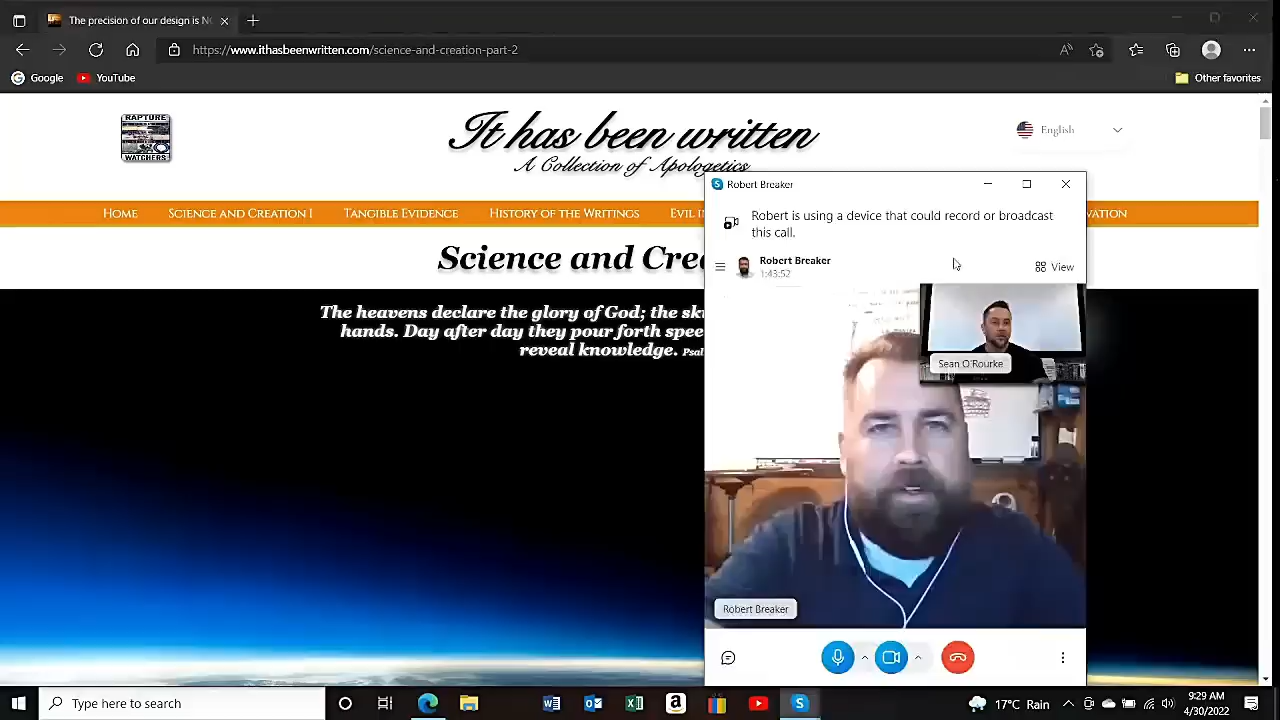 The precision of our design is N
https://www.ithasbeenwritten.com/science-and-creation-part-2
Google
YouTube
Other favorites
RAPTURE
WATCHERS
It has been written
A Collection of Apologetics
English
HOME
SCIENCE AND CREATION I
TANGIBLE EVIDENCE
HISTORY OF THE WRITINGS
EVIL IN
VATION
Science and Cre
The heavens declare the glory of God; the sk
hands. Day after day they pour forth spee
reveal knowledge. Psal
Robert Breaker
Robert is using a device that could record or broadcast
this call.
Robert Breaker
1:43:52
View
Sean O'Rourke
Robert Breaker
Type here to search
17°C Rain
9:29 AM
4/30/2022